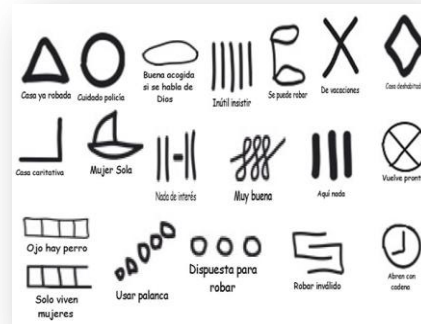 Casa ya robada
Cuidado policía
Buena acogida
si se habla de
Dios
Inútil insistir
Se puede robar
De vacaciones
Casa deshabitada
Casa caritativa
Mujer Sola
Nada de interés
Muy buena
Aquí nada
Vuelve pronto
Ojo hay perro
Solo viven
mujeres
Usar palanca
Dispuesta para
robar
Robar inválido
Abren con
cadena